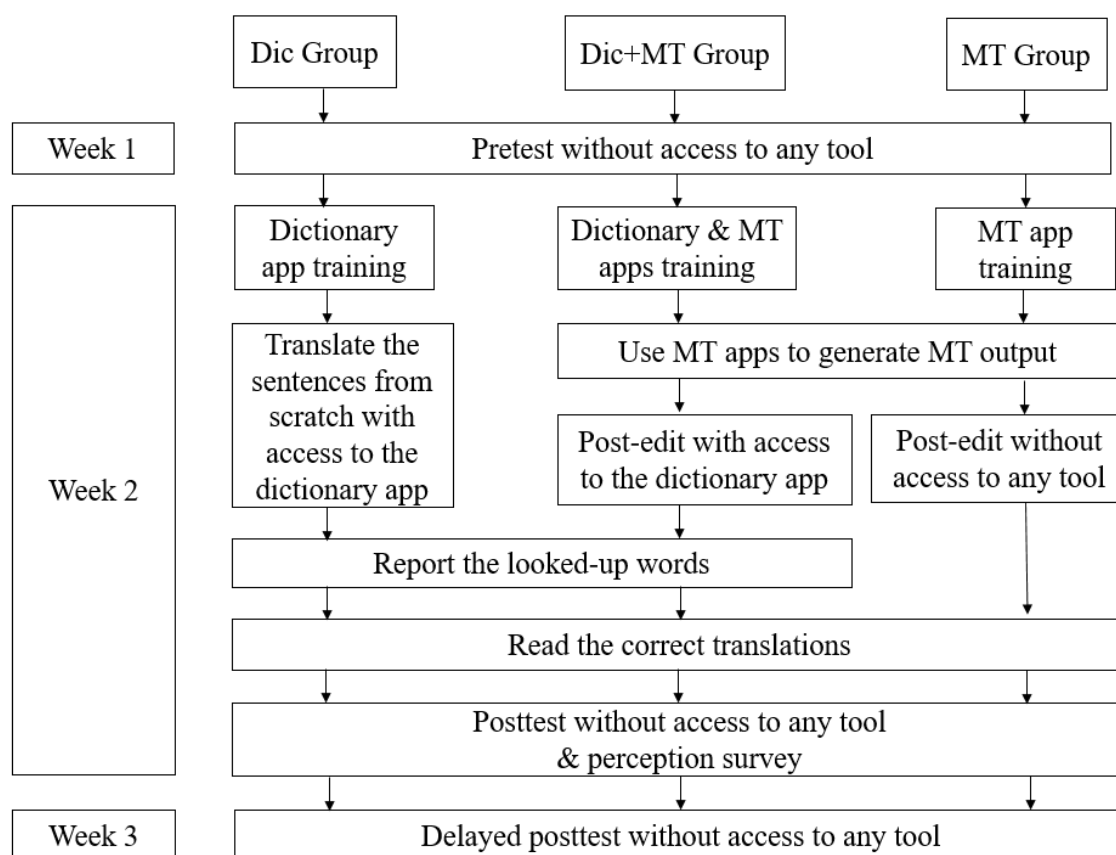 Dic Group
Dic+MT Group
MT Group
Week 1
Pretest without access to any tool
Week 2
Dictionary
app training
Dictionary & MT
apps training
MT app
training
Translate the
sentences from
scratch with
access to the
dictionary app
Use MT apps to generate MT output
Post-edit with access
to the dictionary app
Post-edit without
access to any tool
Report the looked-up words
Read the correct translations
Posttest without access to any tool
& perception survey
Week 3
Delayed posttest without access to any tool